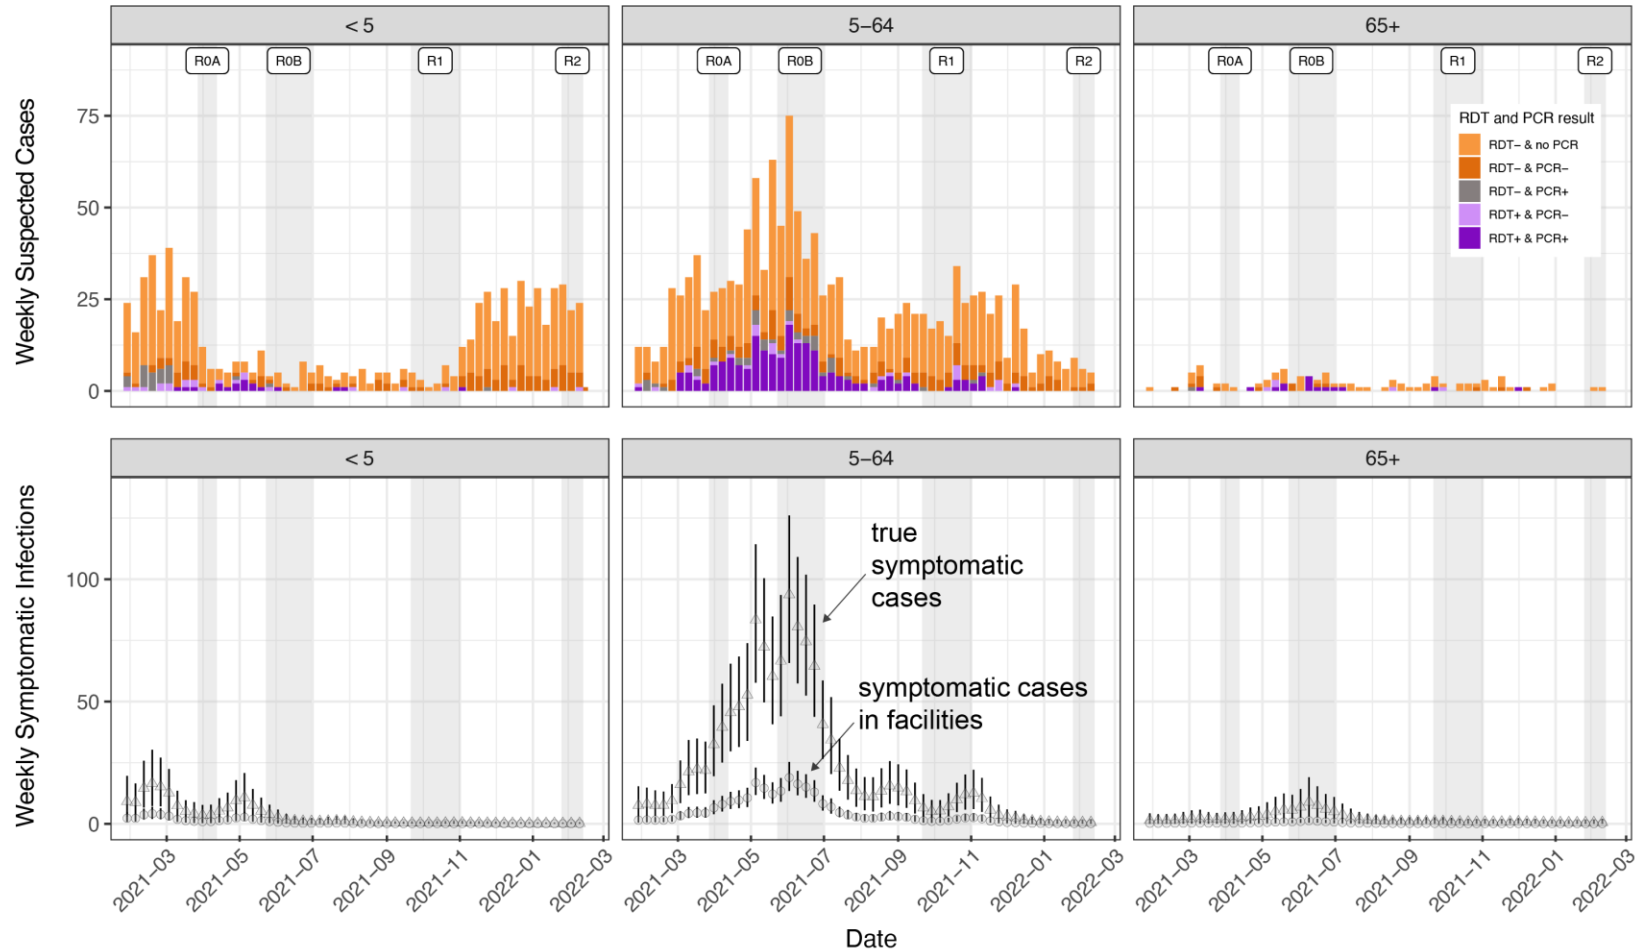 < 5
5–64
65+
R0A
R0B
R1
R2
R0A
R0B
R1
R2
R0A
R0B
R1
R2
Weekly Suspected Cases
75
50
25
0
RDT and PCR result
RDT– & no PCR
RDT– & PCR–
RDT– & PCR+
RDT+ & PCR–
RDT+ & PCR+
< 5
5–64
65+
Weekly Symptomatic Infections
100
50
0
true
symptomatic
cases
symptomatic cases
in facilities
2021–03
2021–05
2021–07
2021–09
2021–11
2022–01
2022–03
2021–03
2021–05
2021–07
2021–09
2021–11
2022–01
2022–03
2021–03
2021–05
2021–07
2021–09
2021–11
2022–01
2022–03
Date